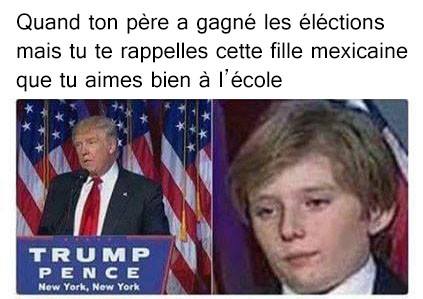 Quand ton père a gagné les éléctions
mais tu te rappelles cette fille mexicaine
que tu aimes bien à l'école
TRUMP
PENCE
New York, New York